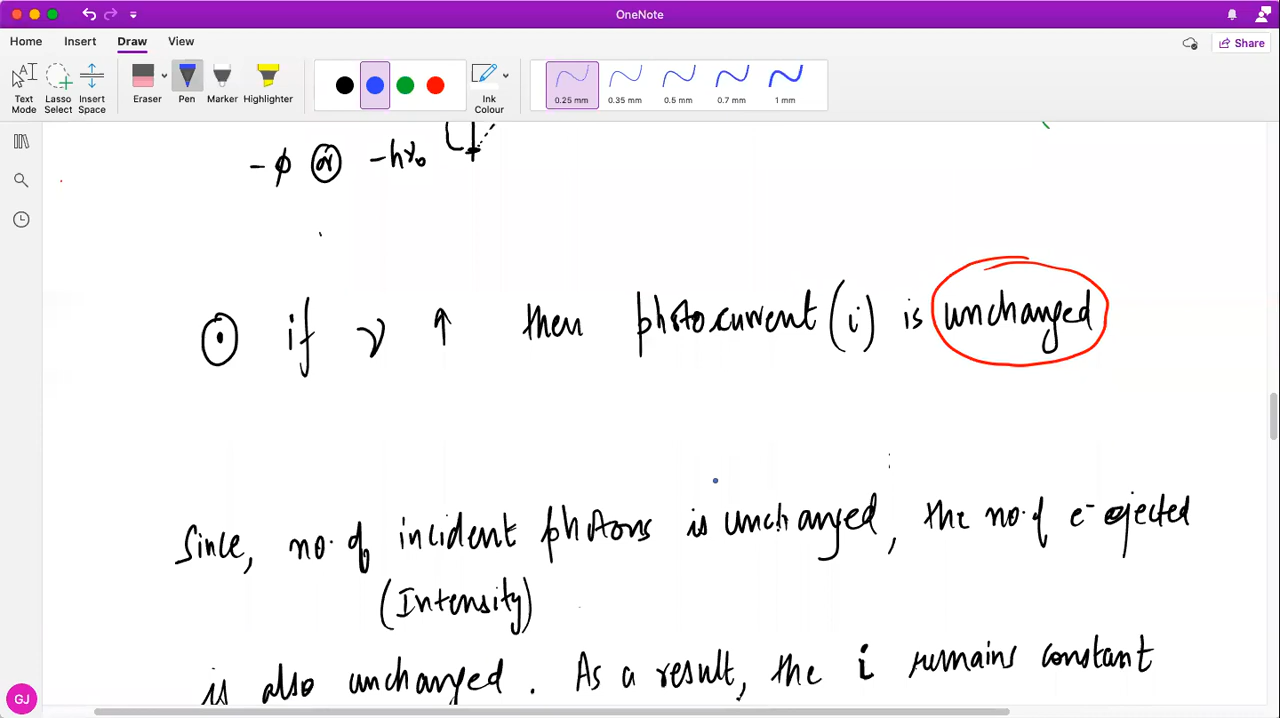 OneNote
Home Insert Draw View
Share
Text Mode
Lasso Select
Insert Space
Eraser
Pen
Marker
Highlighter
Ink Colour
0.25 mm
0.35 mm
0.5 mm
0.7 mm
1 mm
-ϕ or -hν₀
if ν ↑ then photocurrent (i) is unchanged
Since, no. of incident photons is unchanged, the no. of e⁻ ejected
(Intensity)
is also unchanged. As a result, the i remains constant
GJ